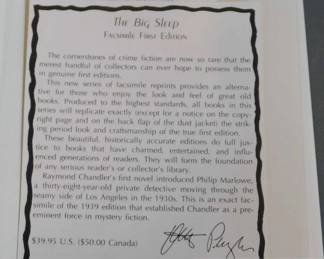 The Big Sleep
Facsimile First Edition
The cornerstones of crime fiction are now so rare that the
merest handful of collectors can ever hope to possess them
in genuine first editions.
This new series of facsimile reprints provides an alterna-
tive for those who enjoy the look and feel of great old
books. Produced to the highest standards, all books in this
series will replicate exactly (except for a notice on the copy-
right page and on the back flap of the dust jacket) the strik-
ing period look and craftsmanship of the true first edition.
These beautiful, historically accurate editions do full jus-
tice to books that have charmed, entertained, and influ-
enced generations of readers. They will form the foundation
of any serious reader's or collector's library.
Raymond Chandler's first novel introduced Philip Marlowe,
a thirty-eight-year-old private detective moving through the
seamy side of Los Angeles in the 1930s. This is an exact fac-
simile of the 1939 edition that established Chandler as a pre-
eminent force in mystery fiction.
$39.95 U.S. ($50.00 Canada)
Otto Penzler